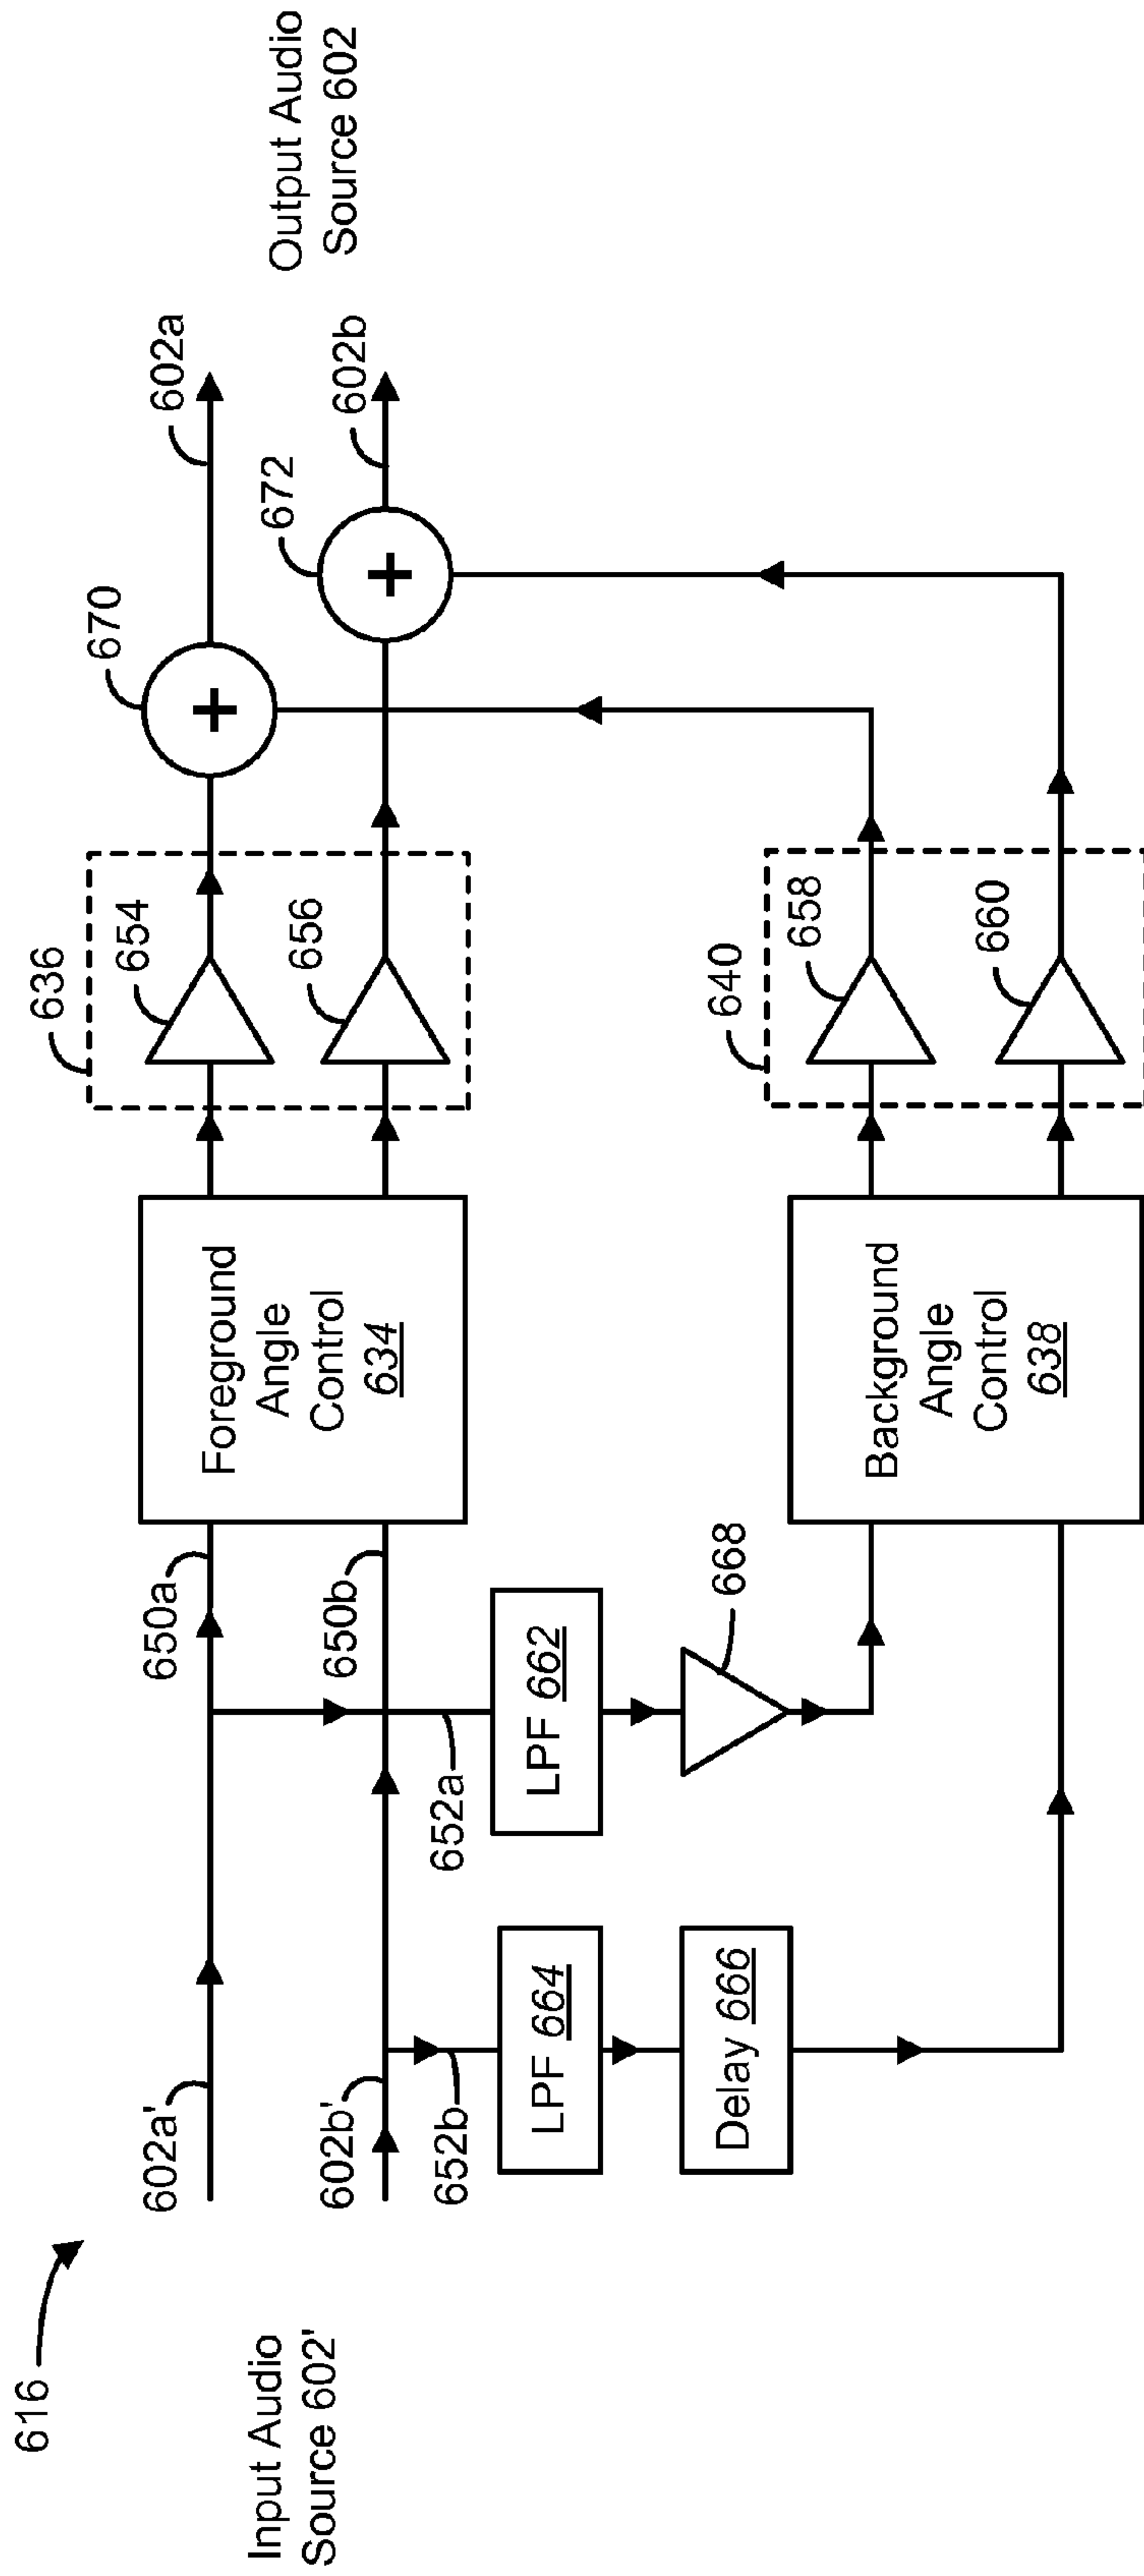 616
Input Audio
Source 602'
602a'
602b'
652b
LPF 664
Delay 666
650a
650b
652a
LPF 662
668
Foreground
Angle
Control
634
Background
Angle
Control
638
636
654
656
640
658
660
670
672
602a
602b
Output Audio
Source 602